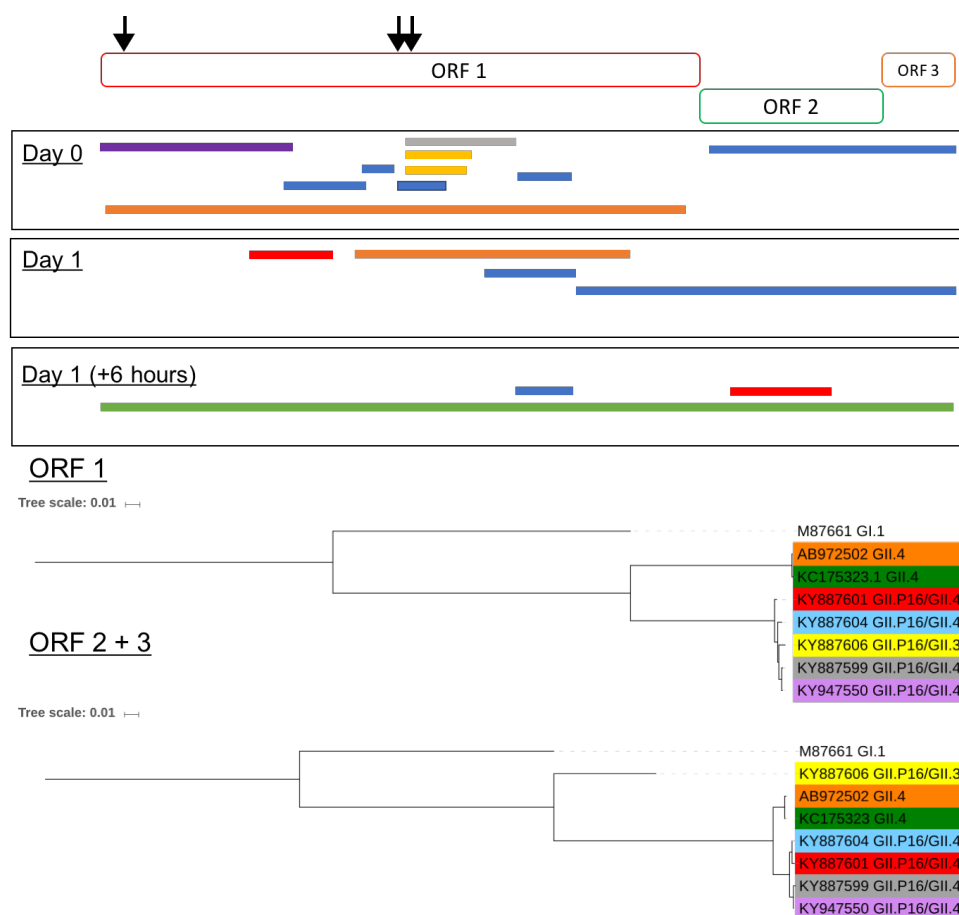 ORF 1
ORF 3
ORF 2
Day 0
Day 1
Day 1 (+6 hours)
ORF 1
Tree scale: 0.01
M87661 GI.1
AB972502 GII.4
KC175323.1 GII.4
KY887601 GII.P16/GII.4
KY887604 GII.P16/GII.4
KY887606 GII.P16/GII.3
KY887599 GII.P16/GII.4
KY947550 GII.P16/GII.4
ORF 2 + 3
Tree scale: 0.01
M87661 GI.1
KY887606 GII.P16/GII.3
AB972502 GII.4
KC175323 GII.4
KY887604 GII.P16/GII.4
KY887601 GII.P16/GII.4
KY887599 GII.P16/GII.4
KY947550 GII.P16/GII.4